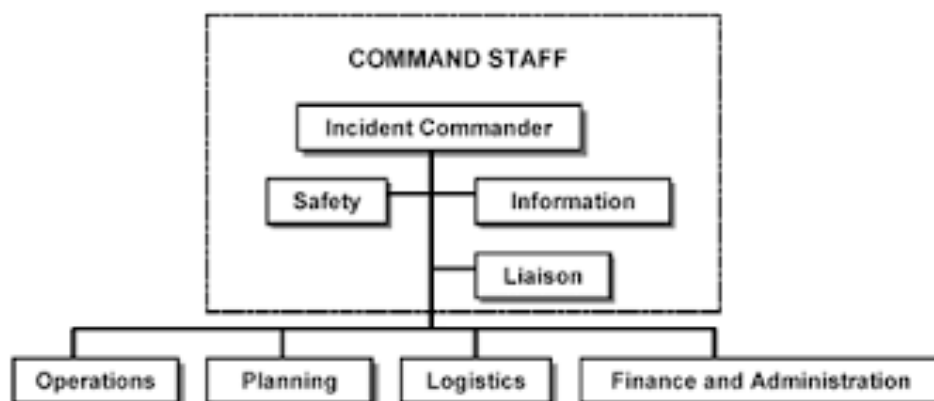 COMMAND STAFF
Incident Commander
Safety
Information
Liaison
Operations
Planning
Logistics
Finance and Administration